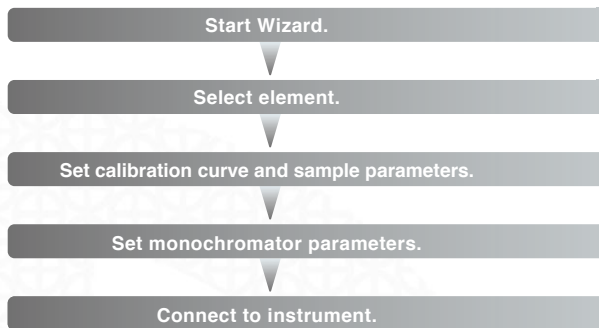 Start Wizard.
Select element.
Set calibration curve and sample parameters.
Set monochromator parameters.
Connect to instrument.